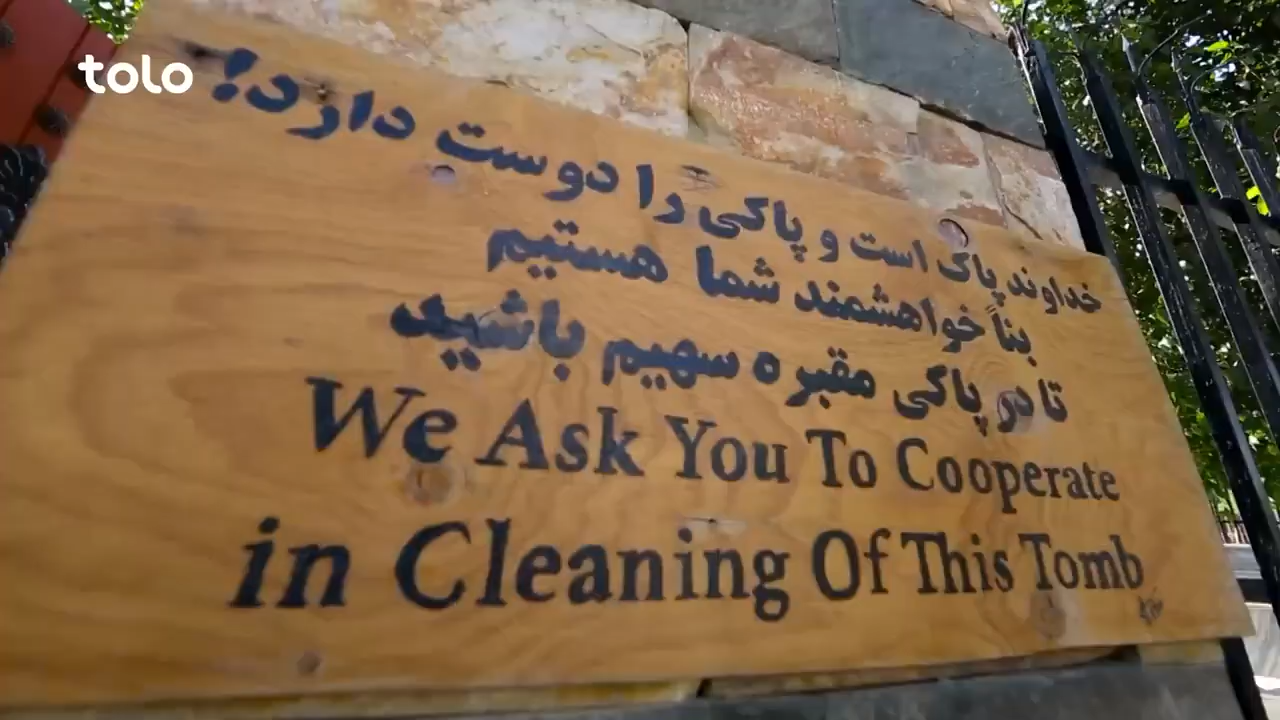 tolo
خداوند پاک است و پاکی را دوست دارد!
بناً خواهشمند شما هستیم
تا در پاکی مقبره سهیم باشید
We Ask You To Cooperate
in Cleaning Of This Tomb